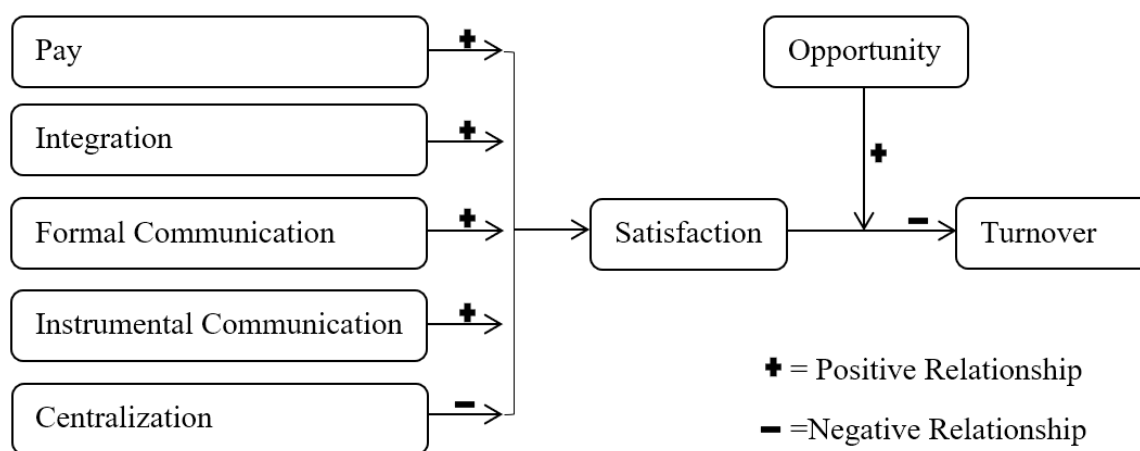 Pay
Opportunity
Integration
Formal Communication
Satisfaction
Turnover
Instrumental Communication
+ = Positive Relationship
Centralization
- =Negative Relationship